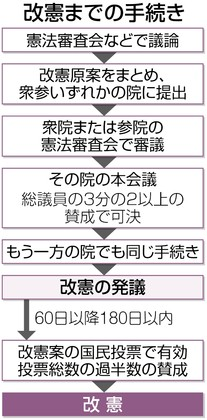 改憲までの手続き
憲法審査会などで議論
改憲原案をまとめ、
衆参いずれかの院に提出
衆院または参院の
憲法審査会で審議
その院の本会議
総議員の3分の2以上の
賛成で可決
もう一方の院でも同じ手続き
改憲の発議
60日以降180日以内
改憲案の国民投票で有効
投票総数の過半数の賛成
改憲